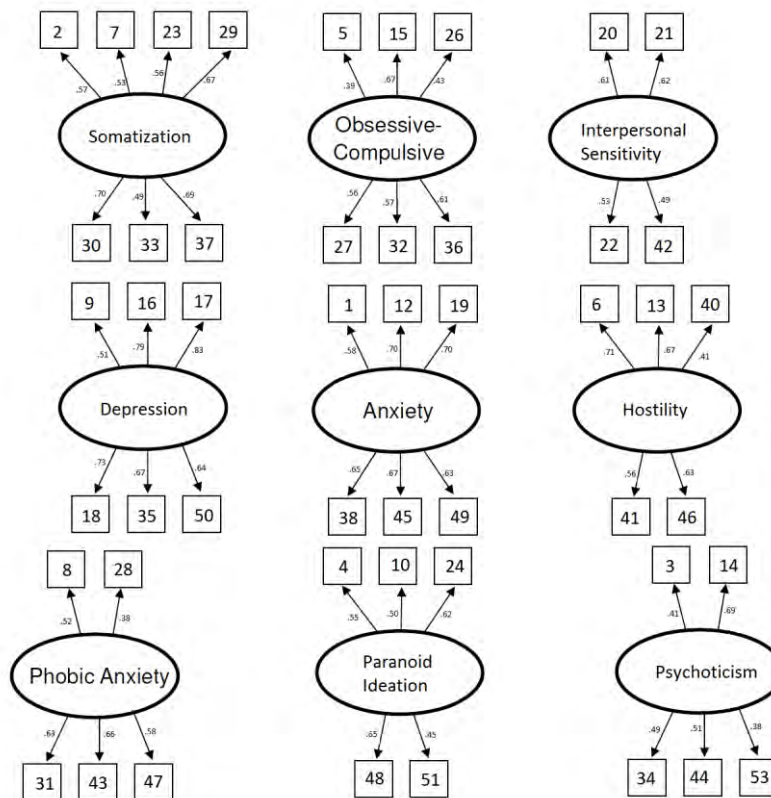 2 7 23 29
.57 .53 .56 .67
Somatization
.70 .49 .69
30 33 37
5 15 26
.39 .67 .43
Obsessive-
Compulsive
.56 .57 .61
27 32 36
20 21
.61 .62
Interpersonal
Sensitivity
.53 .49
22 42
9 16 17
.51 .79 .83
Depression
.73 .67 .64
18 35 50
1 12 19
.58 .70 .70
Anxiety
.65 .67 .63
38 45 49
6 13 40
.71 .67 .41
Hostility
.56 .63
41 46
8 28
.52 .38
Phobic Anxiety
.63 .66 .58
31 43 47
4 10 24
.55 .50 .62
Paranoid
Ideation
.65 .45
48 51
3 14
.41 .69
Psychoticism
.49 .51 .38
34 44 53